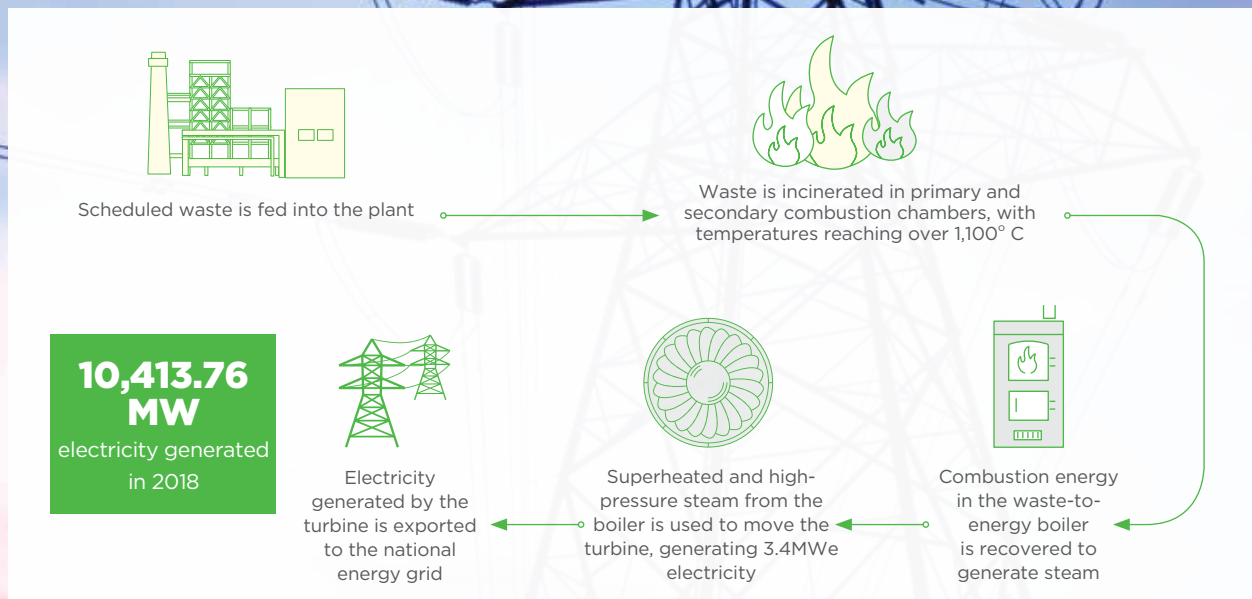 Scheduled waste is fed into the plant
Waste is incinerated in primary and
secondary combustion chambers, with
temperatures reaching over 1,100° C
Combustion energy
in the waste-to-
energy boiler
is recovered to
generate steam
Superheated and high-
pressure steam from the
boiler is used to move the
turbine, generating 3.4MWe
electricity
Electricity
generated by the
turbine is exported
to the national
energy grid
10,413.76
MW
electricity generated
in 2018